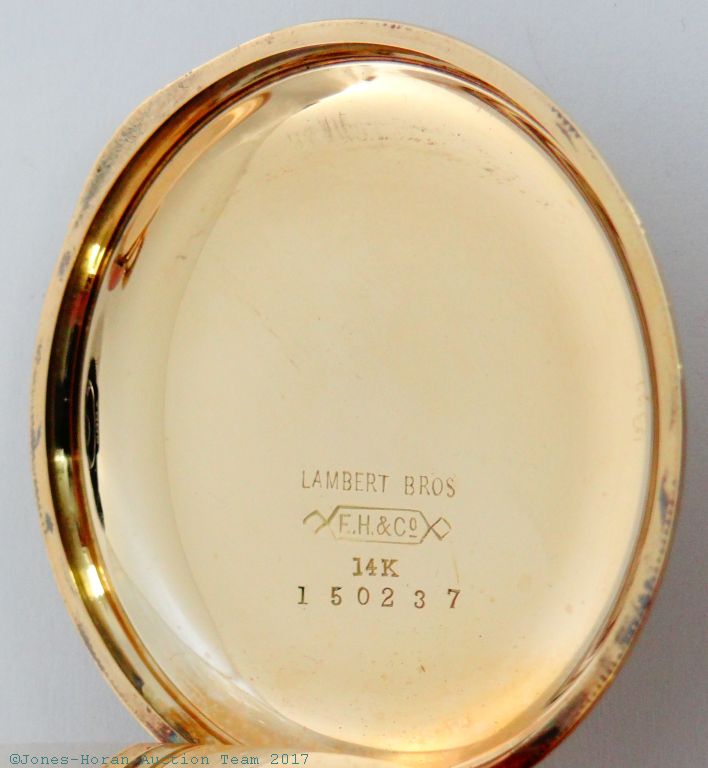 LAMBERT BROS
F.H.&Cº
14K
150237
©Jones-Horan Auction Team 2017